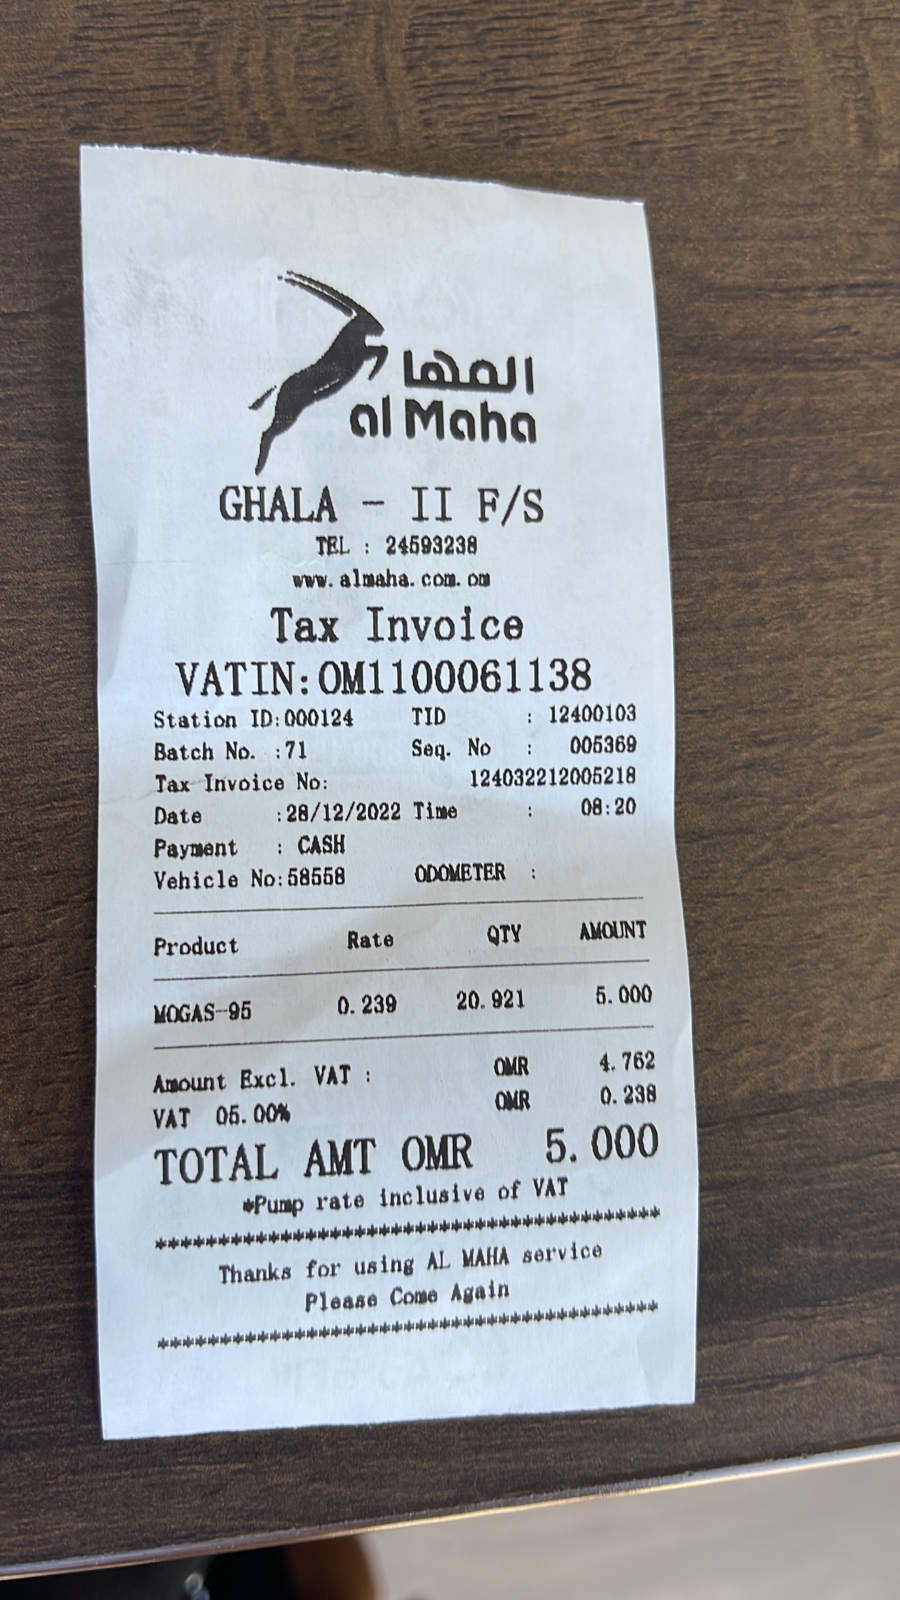 المها
al Maha
GHALA - II F/S
TEL : 24593238
www.almaha.com.om
Tax Invoice
VATIN:OM1100061138
Station ID:000124 TID : 12400103
Batch No. :71 Seq. No : 005369
Tax Invoice No: 124032212005218
Date :28/12/2022 Time : 08:20
Payment : CASH
Vehicle No:58558 ODOMETER :
Product Rate QTY AMOUNT
MOGAS-95 0.239 20.921 5.000
Amount Excl. VAT : OMR 4.762
VAT 05.00% OMR 0.238
TOTAL AMT OMR 5.000
*Pump rate inclusive of VAT
****************************************
Thanks for using AL MAHA service
Please Come Again
****************************************